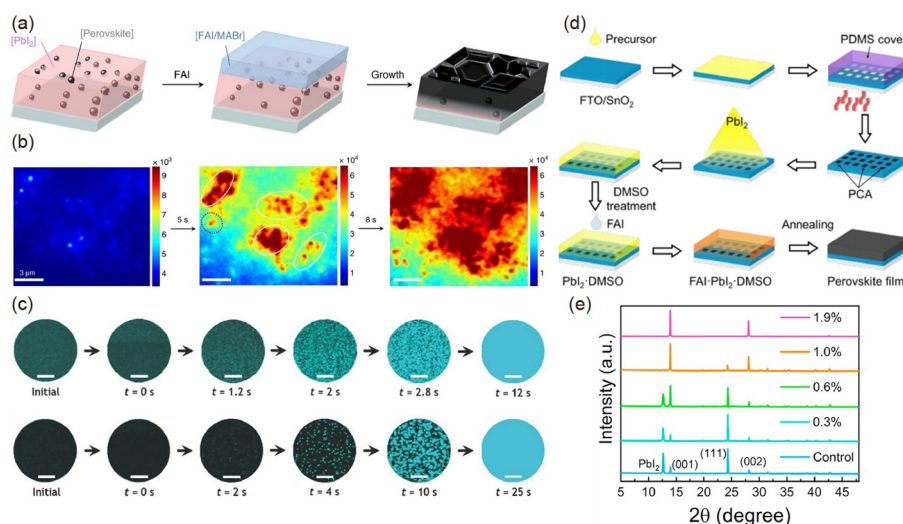 (a)
[PbI2]
[Perovskite]
[FAI/MABr]
FAI
Growth
(b)
3 μm
× 10³
9
8
7
6
5
4
5 s
× 10⁴
6
5
4
3
2
1
8 s
× 10⁴
6
5
4
3
2
1
(c)
Initial
t = 0 s
t = 1.2 s
t = 2 s
t = 2.8 s
t = 12 s
Initial
t = 0 s
t = 2 s
t = 4 s
t = 10 s
t = 25 s
(d)
Precursor
PDMS cover
FTO/SnO2
PbI2
PCA
DMSO
treatment
FAI
Annealing
PbI2·DMSO
FAI·PbI2·DMSO
Perovskite film
(e)
Intensity (a.u.)
1.9%
1.0%
0.6%
0.3%
Control
PbI2
(001)
(111)
(002)
5 10 15 20 25 30 35 40 45
2θ (degree)